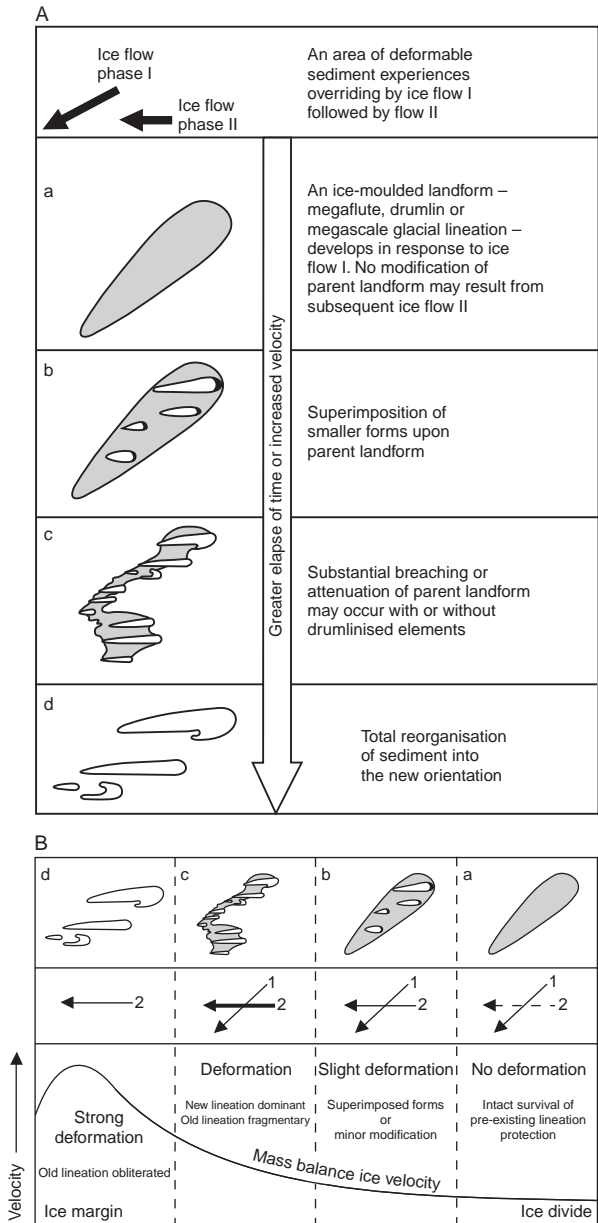 A
Ice flow
phase I
Ice flow
phase II
An area of deformable
sediment experiences
overriding by ice flow I
followed by flow II
a
An ice-moulded landform –
megaflute, drumlin or
megascale glacial lineation –
develops in response to ice
flow I. No modification of
parent landform may result from
subsequent ice flow II
Greater elapse of time or increased velocity
b
Superimposition of
smaller forms upon
parent landform
c
Substantial breaching or
attenuation of parent landform
may occur with or without
drumlinised elements
d
Total reorganisation
of sediment into
the new orientation
B
d
c
b
a
2
1
2
1
2
1
2
Velocity
Strong
deformation
Old lineation obliterated
Deformation
New lineation dominant
Old lineation fragmentary
Slight deformation
Superimposed forms
or
minor modification
No deformation
Intact survival of
pre-existing lineation
protection
Mass balance ice velocity
Ice margin
Ice divide